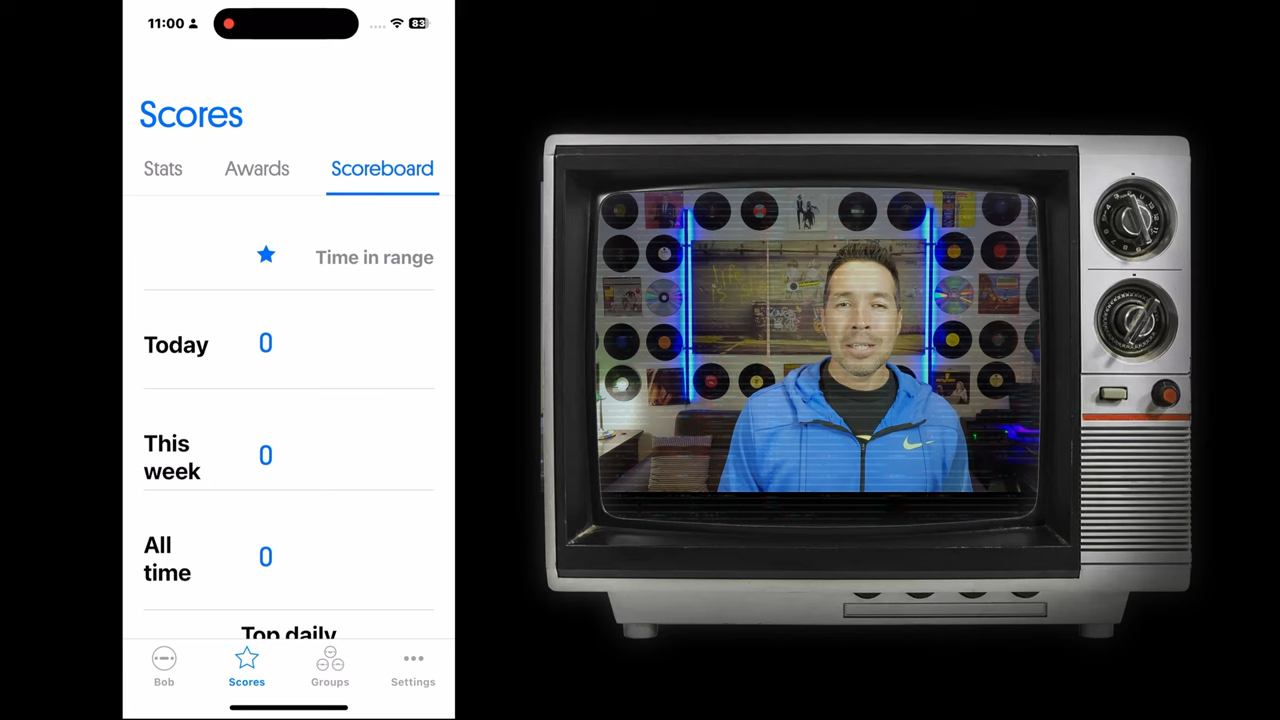 11:00
83
Scores
Stats Awards Scoreboard
Time in range
Today 0
This
week
0
All
time
0
Top daily
Bob Scores Groups Settings